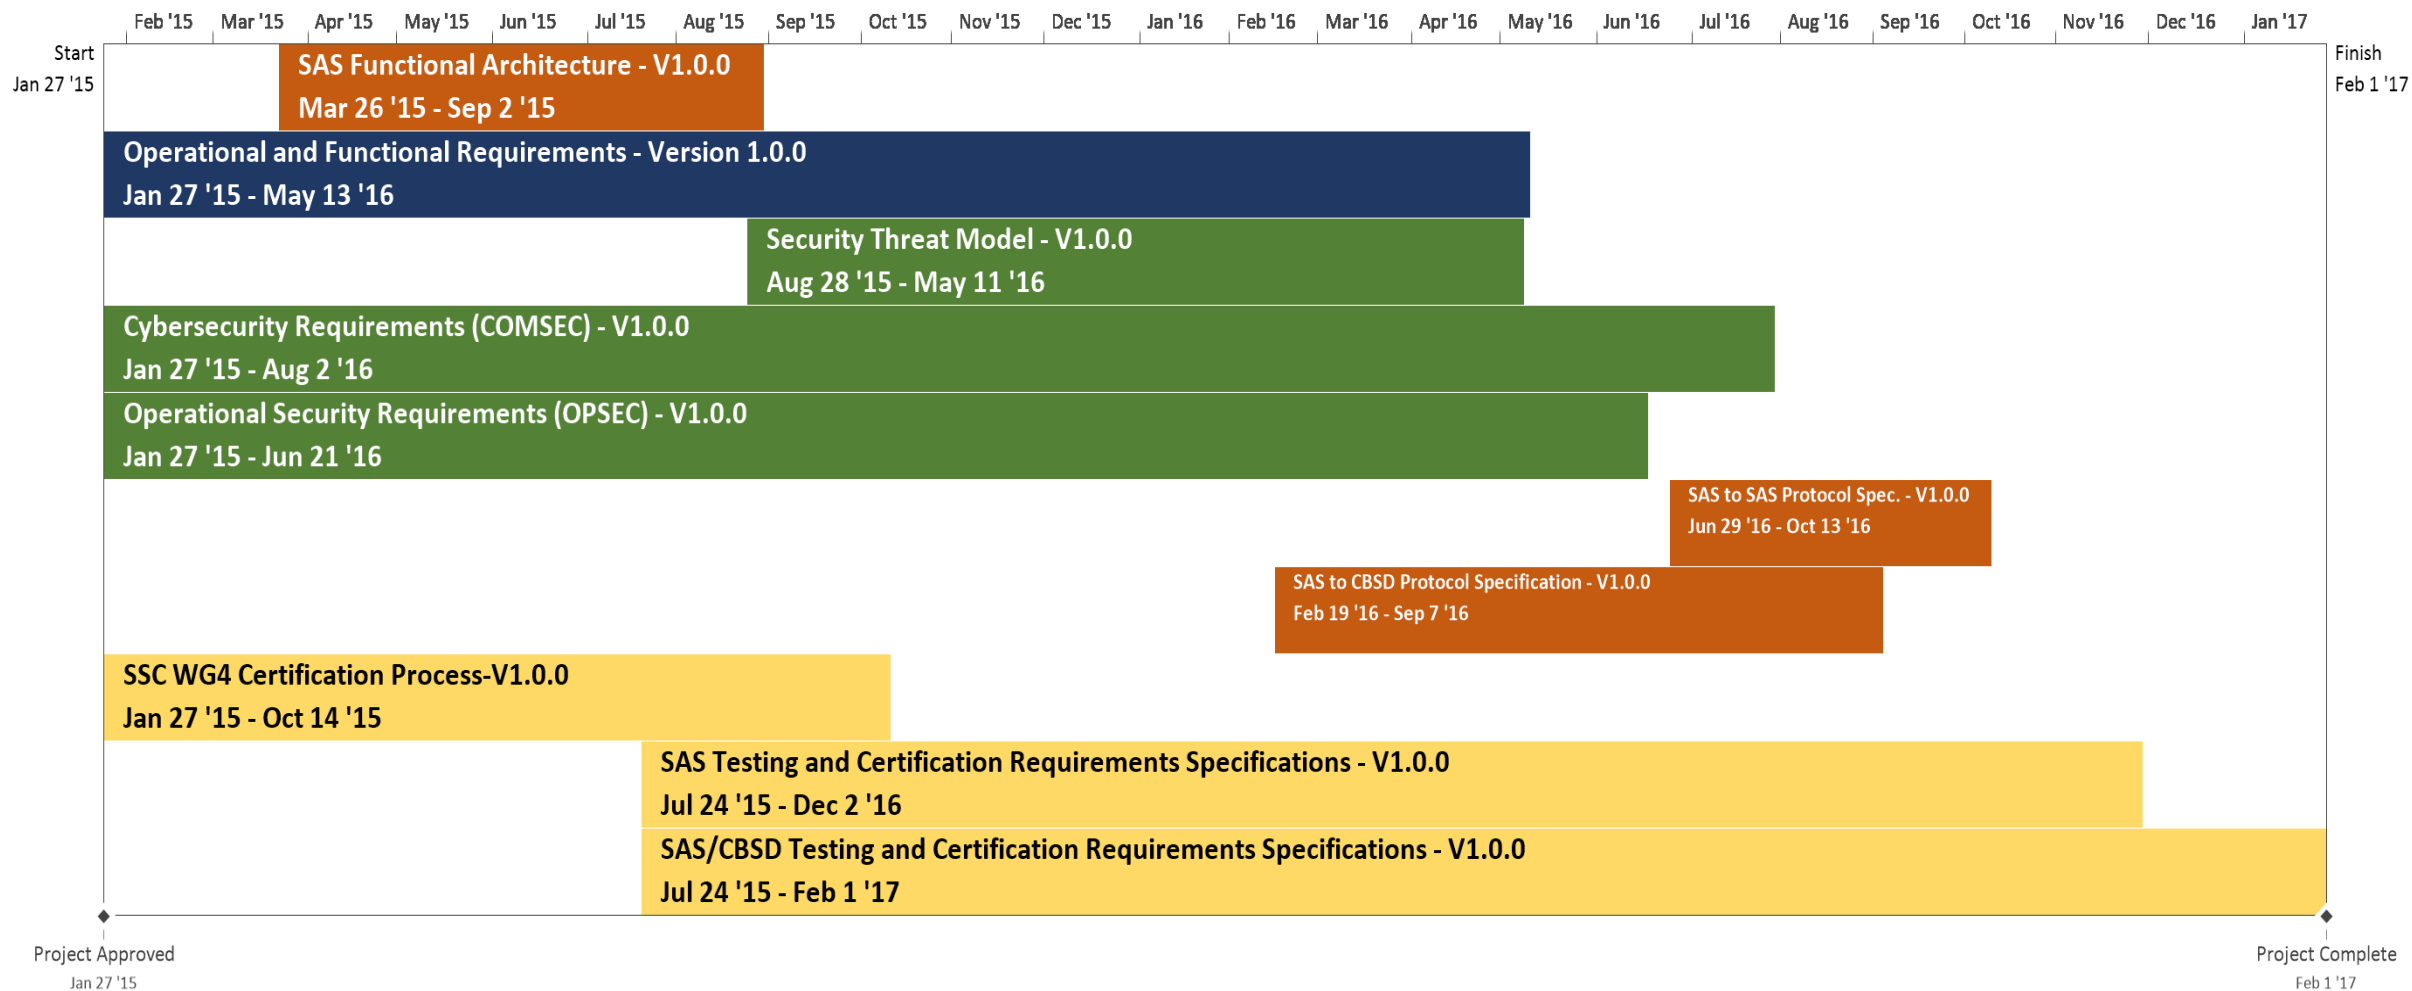 Feb '15 Mar '15 Apr '15 May '15 Jun '15 Jul '15 Aug '15 Sep '15 Oct '15 Nov '15 Dec '15 Jan '16 Feb '16 Mar '16 Apr '16 May '16 Jun '16 Jul '16 Aug '16 Sep '16 Oct '16 Nov '16 Dec '16 Jan '17
Start
Jan 27 '15
Finish
Feb 1 '17
SAS Functional Architecture - V1.0.0
Mar 26 '15 - Sep 2 '15
Operational and Functional Requirements - Version 1.0.0
Jan 27 '15 - May 13 '16
Security Threat Model - V1.0.0
Aug 28 '15 - May 11 '16
Cybersecurity Requirements (COMSEC) - V1.0.0
Jan 27 '15 - Aug 2 '16
Operational Security Requirements (OPSEC) - V1.0.0
Jan 27 '15 - Jun 21 '16
SAS to SAS Protocol Spec. - V1.0.0
Jun 29 '16 - Oct 13 '16
SAS to CBSD Protocol Specification - V1.0.0
Feb 19 '16 - Sep 7 '16
SSC WG4 Certification Process-V1.0.0
Jan 27 '15 - Oct 14 '15
SAS Testing and Certification Requirements Specifications - V1.0.0
Jul 24 '15 - Dec 2 '16
SAS/CBSD Testing and Certification Requirements Specifications - V1.0.0
Jul 24 '15 - Feb 1 '17
Project Approved
Jan 27 '15
Project Complete
Feb 1 '17